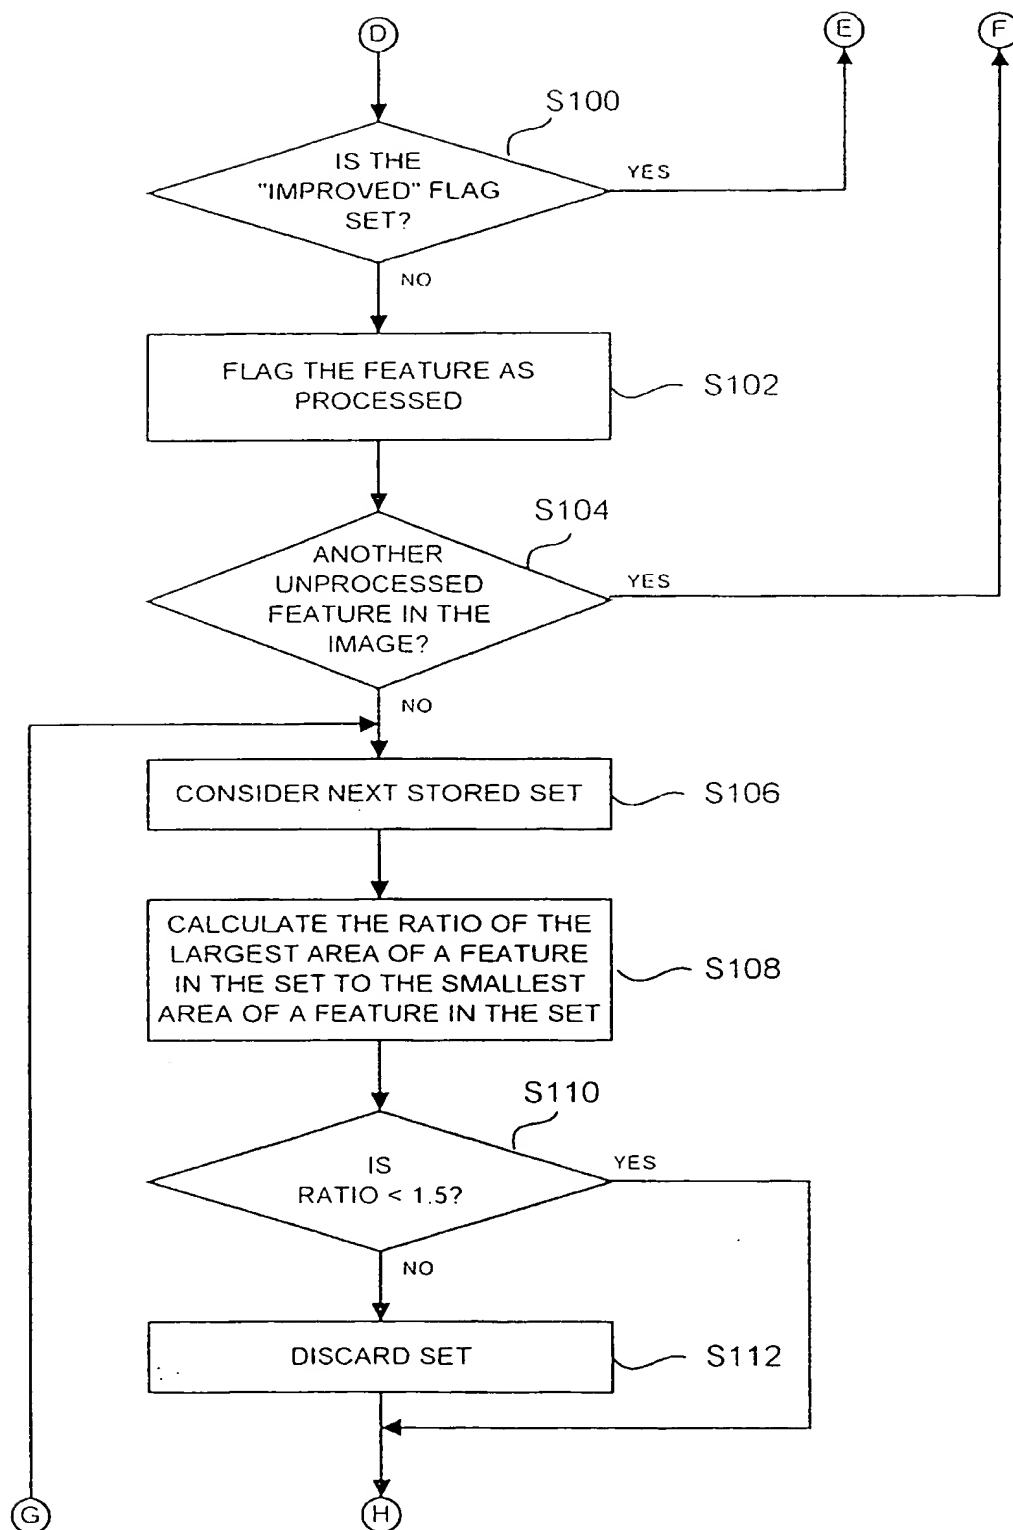 D
E
F
S100
IS THE
"IMPROVED" FLAG
SET?
YES
NO
FLAG THE FEATURE AS
PROCESSED
S102
S104
ANOTHER
UNPROCESSED
FEATURE IN THE
IMAGE?
YES
NO
CONSIDER NEXT STORED SET
S106
CALCULATE THE RATIO OF THE
LARGEST AREA OF A FEATURE
IN THE SET TO THE SMALLEST
AREA OF A FEATURE IN THE SET
S108
S110
IS
RATIO < 1.5?
YES
NO
DISCARD SET
S112
G
H